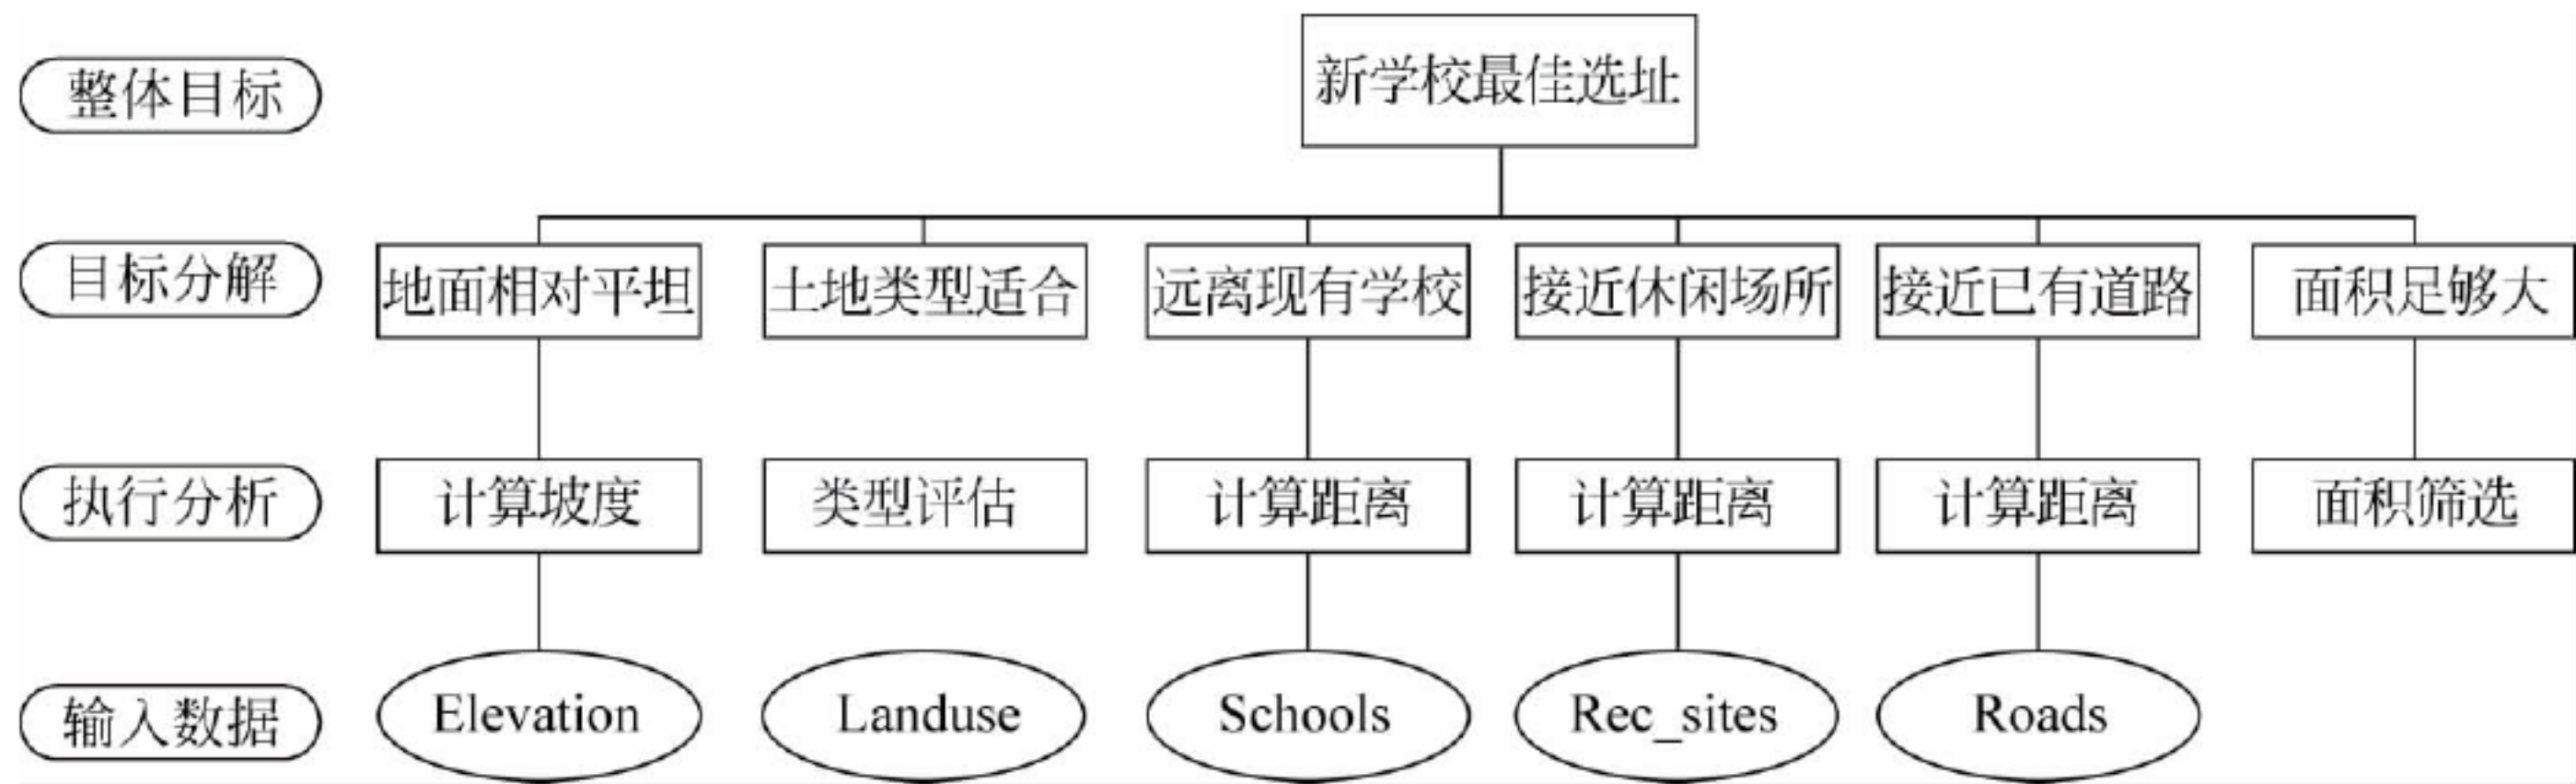 整体目标
新学校最佳选址
目标分解
地面相对平坦
土地类型适合
远离现有学校
接近休闲场所
接近已有道路
面积足够大
执行分析
计算坡度
类型评估
计算距离
计算距离
计算距离
面积筛选
输入数据
Elevation
Landuse
Schools
Rec_sites
Roads